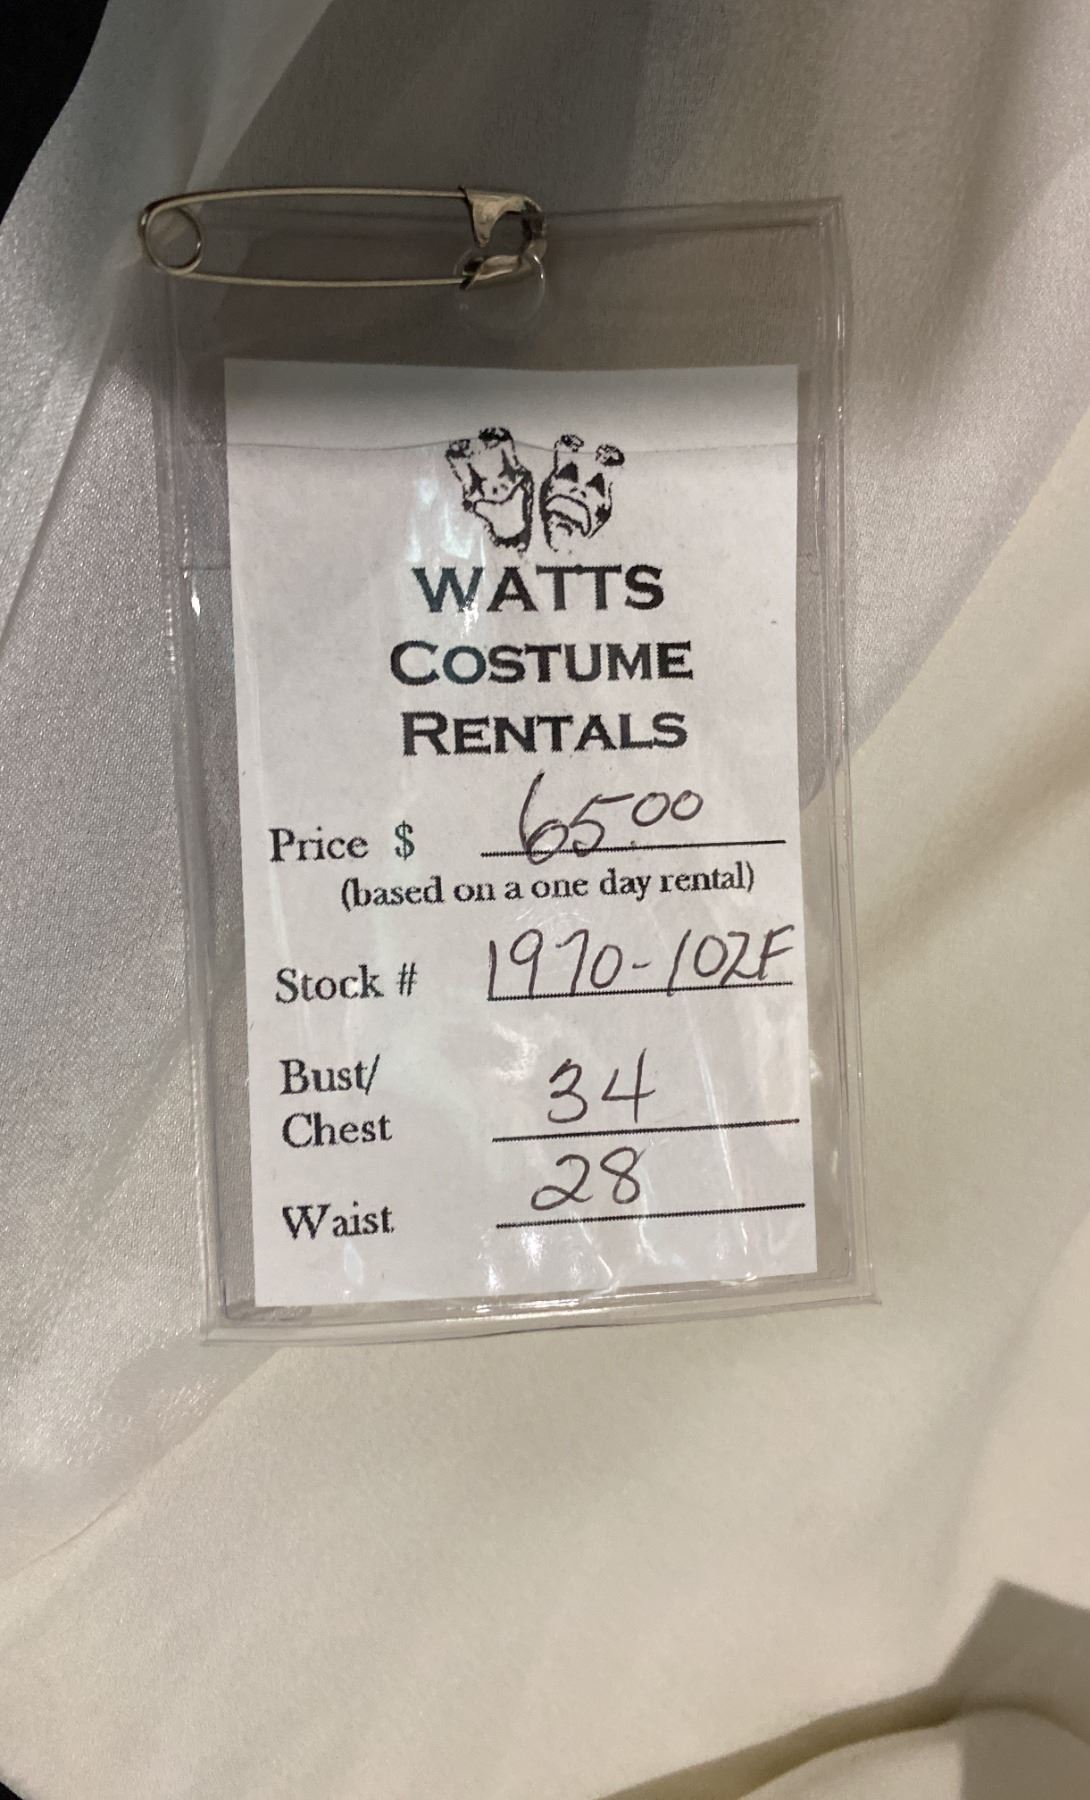 WATTS
COSTUME
RENTALS
Price $ 65.00
(based on a one day rental)
Stock # 1970-102F
Bust/
Chest 34
Waist 28